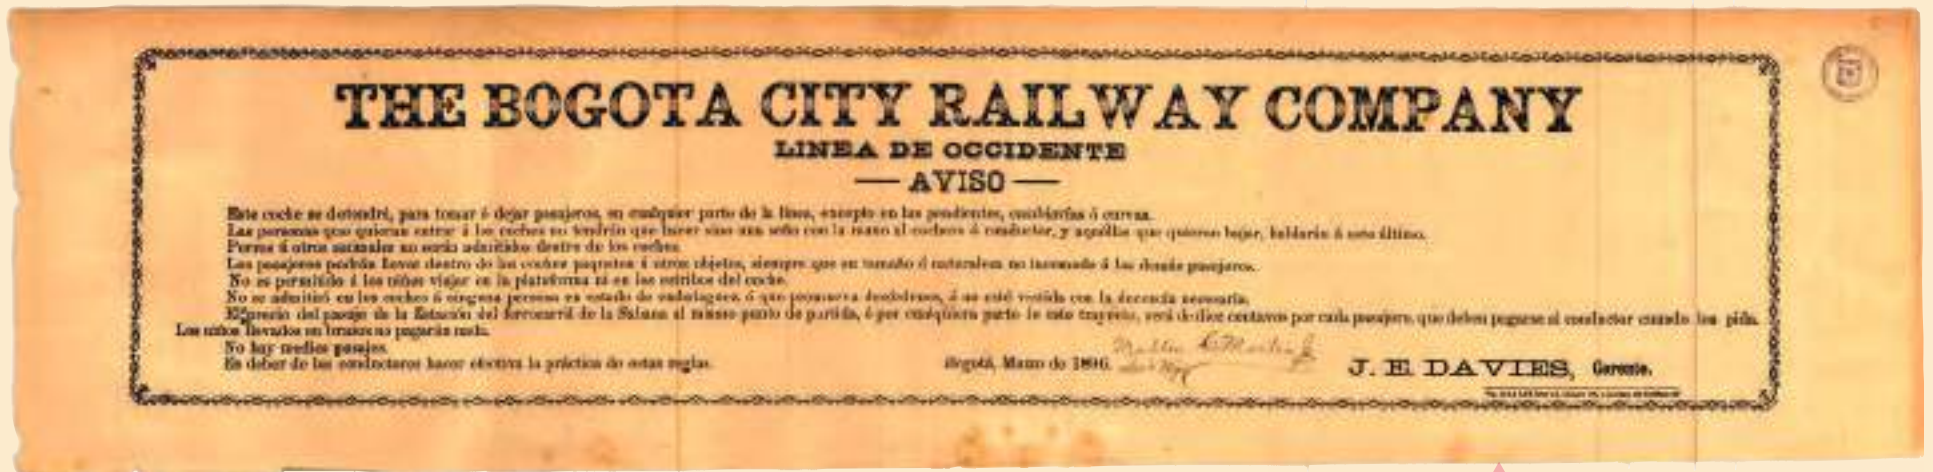 THE BOGOTA CITY RAILWAY COMPANY
LINEA DE OCCIDENTE
— AVISO —
Este coche se detendrá, para tomar ó dejar pasajeros, en cualquier parte de la línea, excepto en las pendientes, cambiavías ó curvas.
Las personas que quieran entrar á los coches no tendrán que hacer sino una seña con la mano al cochero ó conductor, y aquéllas que quieran bajar, hablarán á este último.
Perros ú otros animales no serán admitidos dentro de los coches.
Los pasajeros podrán llevar dentro de los coches paquetes ú otros objetos, siempre que su tamaño ó naturaleza no incomode á los demás pasajeros.
No es permitido á los niños viajar en la plataforma ni en los estribos del coche.
No se admitirá en los coches á ninguna persona en estado de embriaguez, ó que promueva desórdenes, ó no esté vestida con la decencia necesaria.
El precio del pasaje de la Estación del ferrocarril de la Sabana al mismo punto de partida, ó por cualquiera parte de este trayecto, será de diez centavos por cada pasajero, que deben pagarse al conductor cuando los pida.
Los niños llevados en brazos no pagarán nada.
No hay medios pasajes.
Es deber de los conductores hacer efectiva la práctica de estas reglas.
Bogotá, Marzo de 1896.
J. E. DAVIES, Gerente.